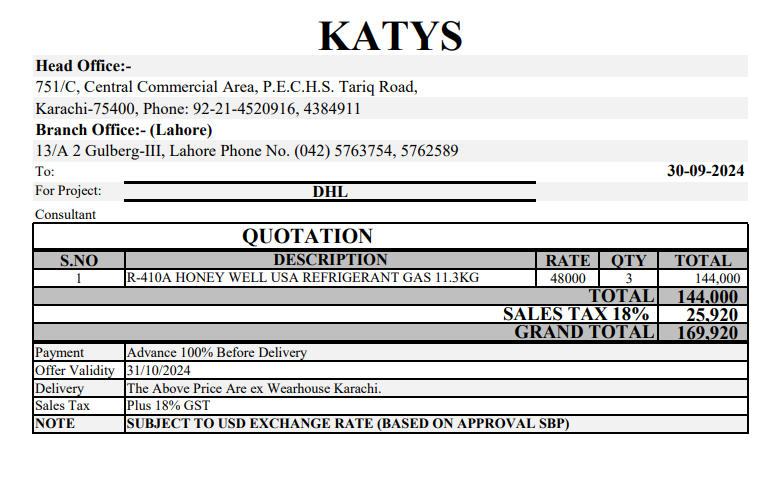 KATYS
Head Office:-
751/C, Central Commercial Area, P.E.C.H.S. Tariq Road,
Karachi-75400, Phone: 92-21-4520916, 4384911
Branch Office:- (Lahore)
13/A 2 Gulberg-III, Lahore Phone No. (042) 5763754, 5762589
To: 30-09-2024
For Project: DHL
Consultant
QUOTATION
S.NO DESCRIPTION RATE QTY TOTAL
1 R-410A HONEY WELL USA REFRIGERANT GAS 11.3KG 48000 3 144,000
TOTAL 144,000
SALES TAX 18% 25,920
GRAND TOTAL 169,920
Payment Advance 100% Before Delivery
Offer Validity 31/10/2024
Delivery The Above Price Are ex Wearhouse Karachi.
Sales Tax Plus 18% GST
NOTE SUBJECT TO USD EXCHANGE RATE (BASED ON APPROVAL SBP)